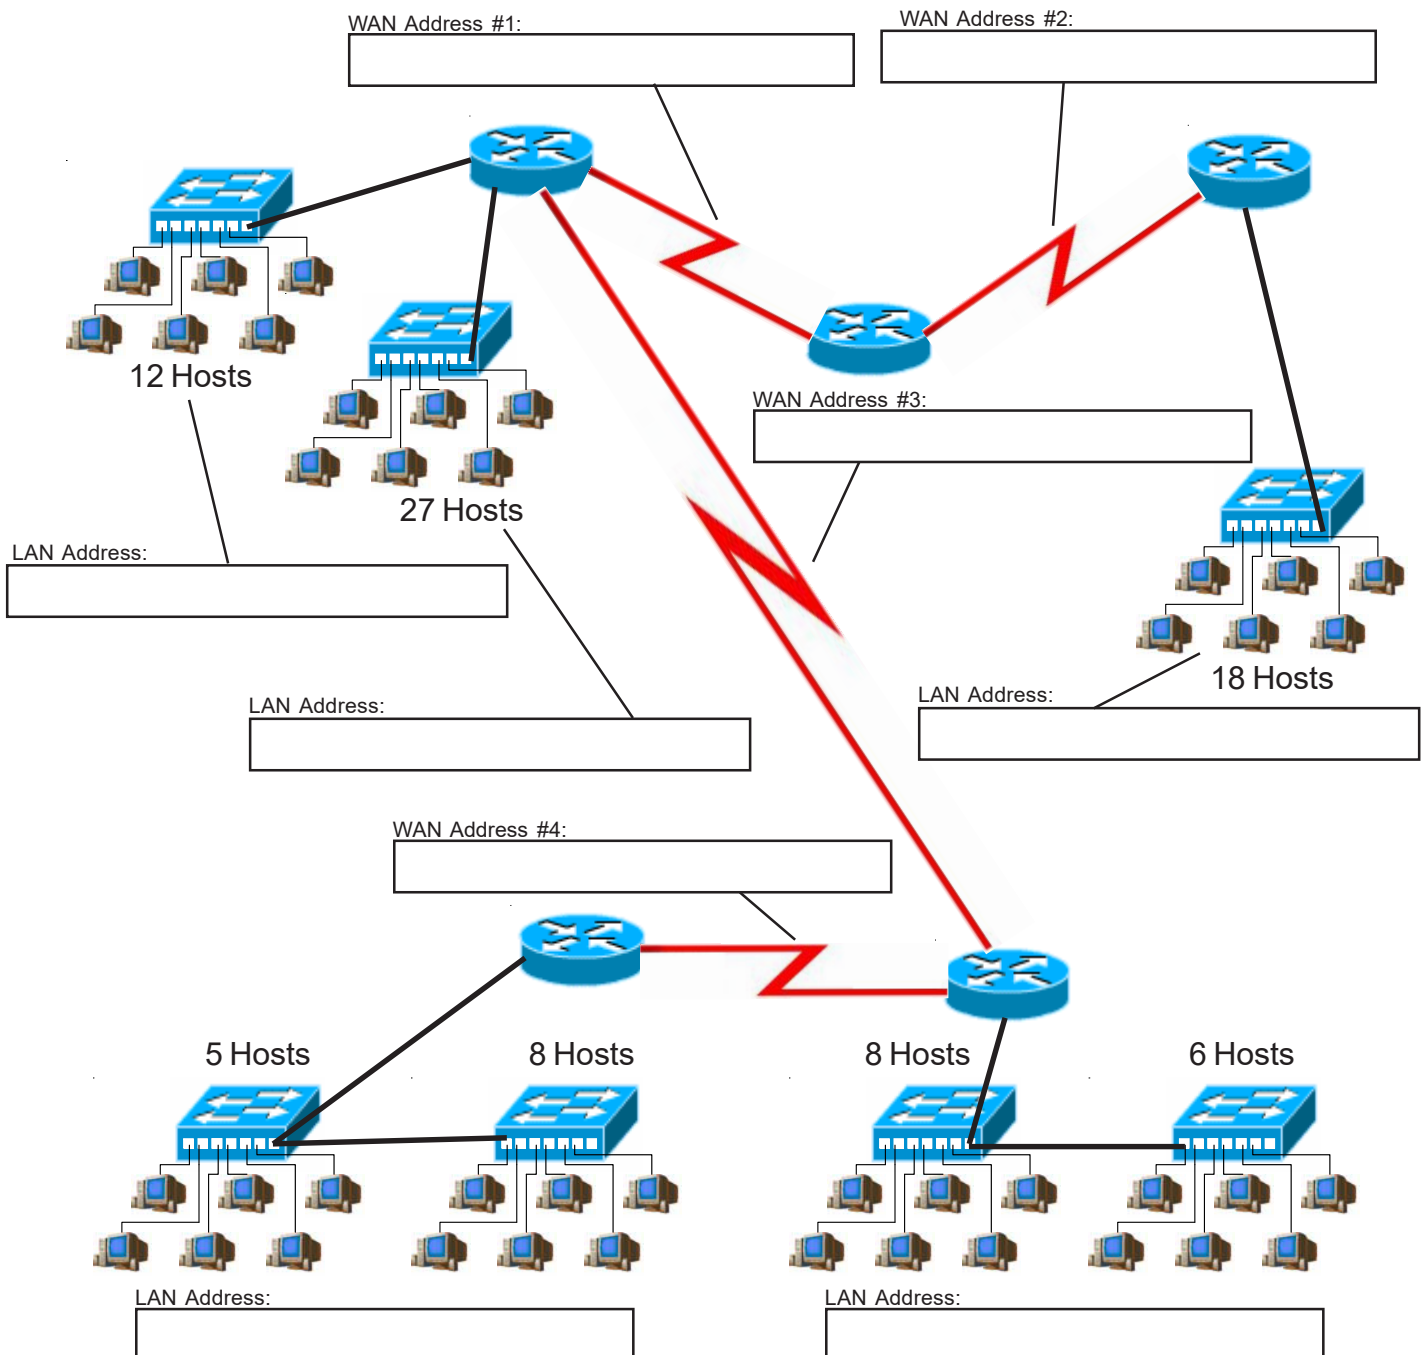 WAN Address #1:
WAN Address #2:
12 Hosts
WAN Address #3:
27 Hosts
LAN Address:
18 Hosts
LAN Address:
LAN Address:
WAN Address #4:
5 Hosts
8 Hosts
8 Hosts
6 Hosts
LAN Address:
LAN Address: